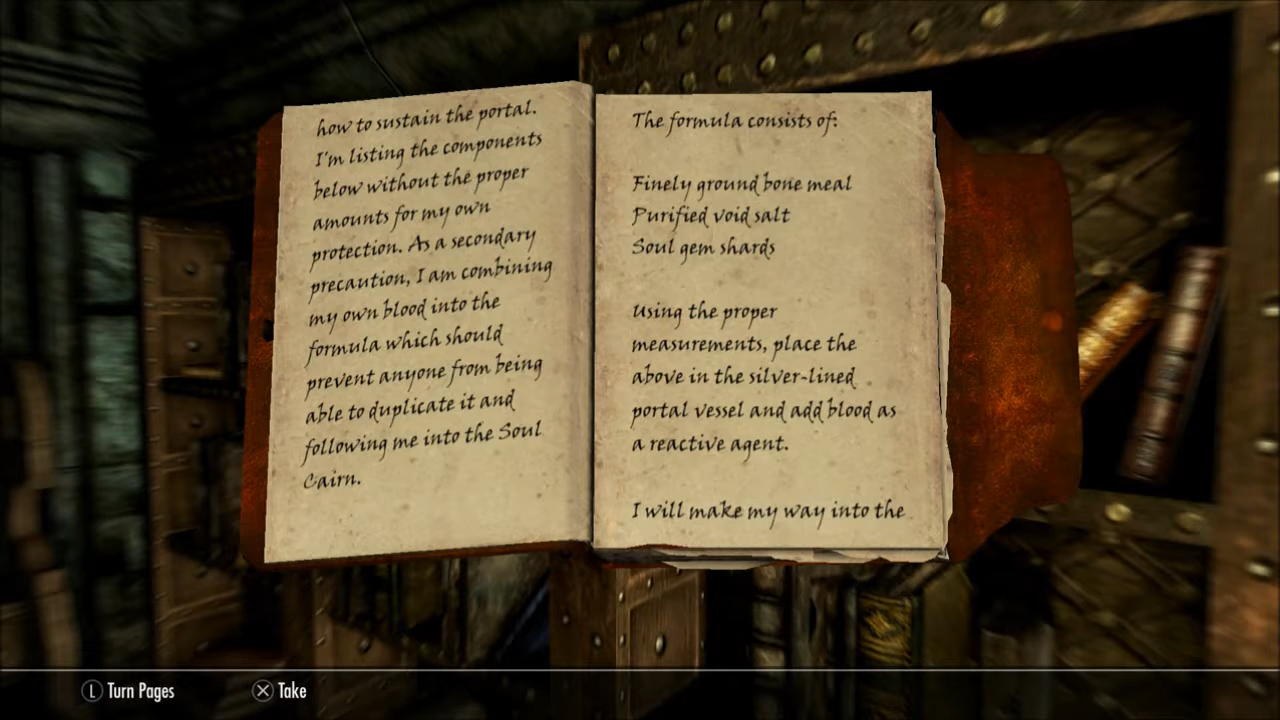 how to sustain the portal.
I'm listing the components
below without the proper
amounts for my own
protection. As a secondary
precaution, I am combining
my own blood into the
formula which should
prevent anyone from being
able to duplicate it and
following me into the Soul
Cairn.
The formula consists of:
Finely ground bone meal
Purified void salt
Soul gem shards
Using the proper
measurements, place the
above in the silver-lined
portal vessel and add blood as
a reactive agent.
I will make my way into the
L Turn Pages
X Take